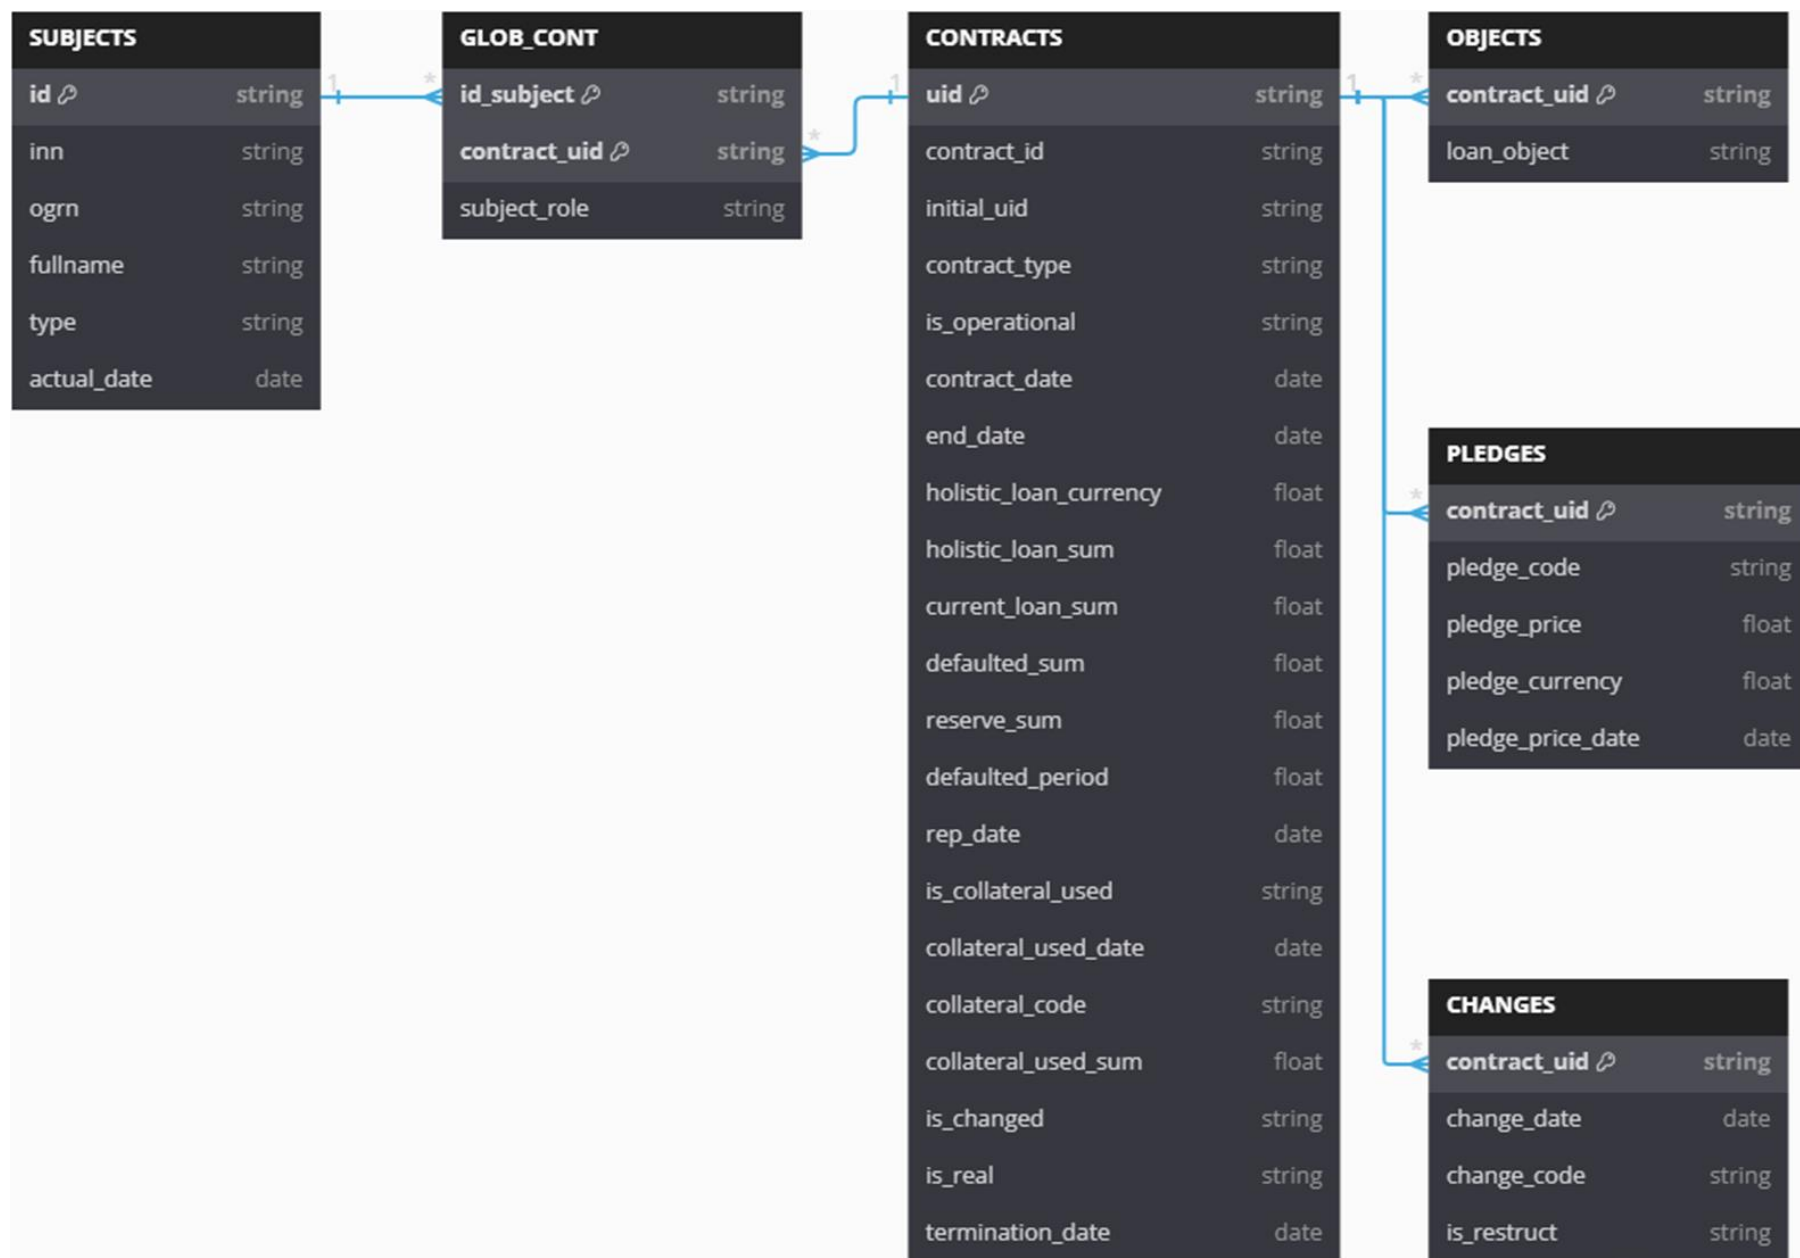 SUBJECTS
id string
inn string
ogrn string
fullname string
type string
actual_date date
1 *
GLOB_CONT
id_subject string
contract_uid string
subject_role string
* 1
CONTRACTS
uid string
contract_id string
initial_uid string
contract_type string
is_operational string
contract_date date
end_date date
holistic_loan_currency float
holistic_loan_sum float
current_loan_sum float
defaulted_sum float
reserve_sum float
defaulted_period float
rep_date date
is_collateral_used string
collateral_used_date date
collateral_code string
collateral_used_sum float
is_changed string
is_real string
termination_date date
1 *
OBJECTS
contract_uid string
loan_object string
*
PLEDGES
contract_uid string
pledge_code string
pledge_price float
pledge_currency float
pledge_price_date date
*
CHANGES
contract_uid string
change_date date
change_code string
is_restruct string